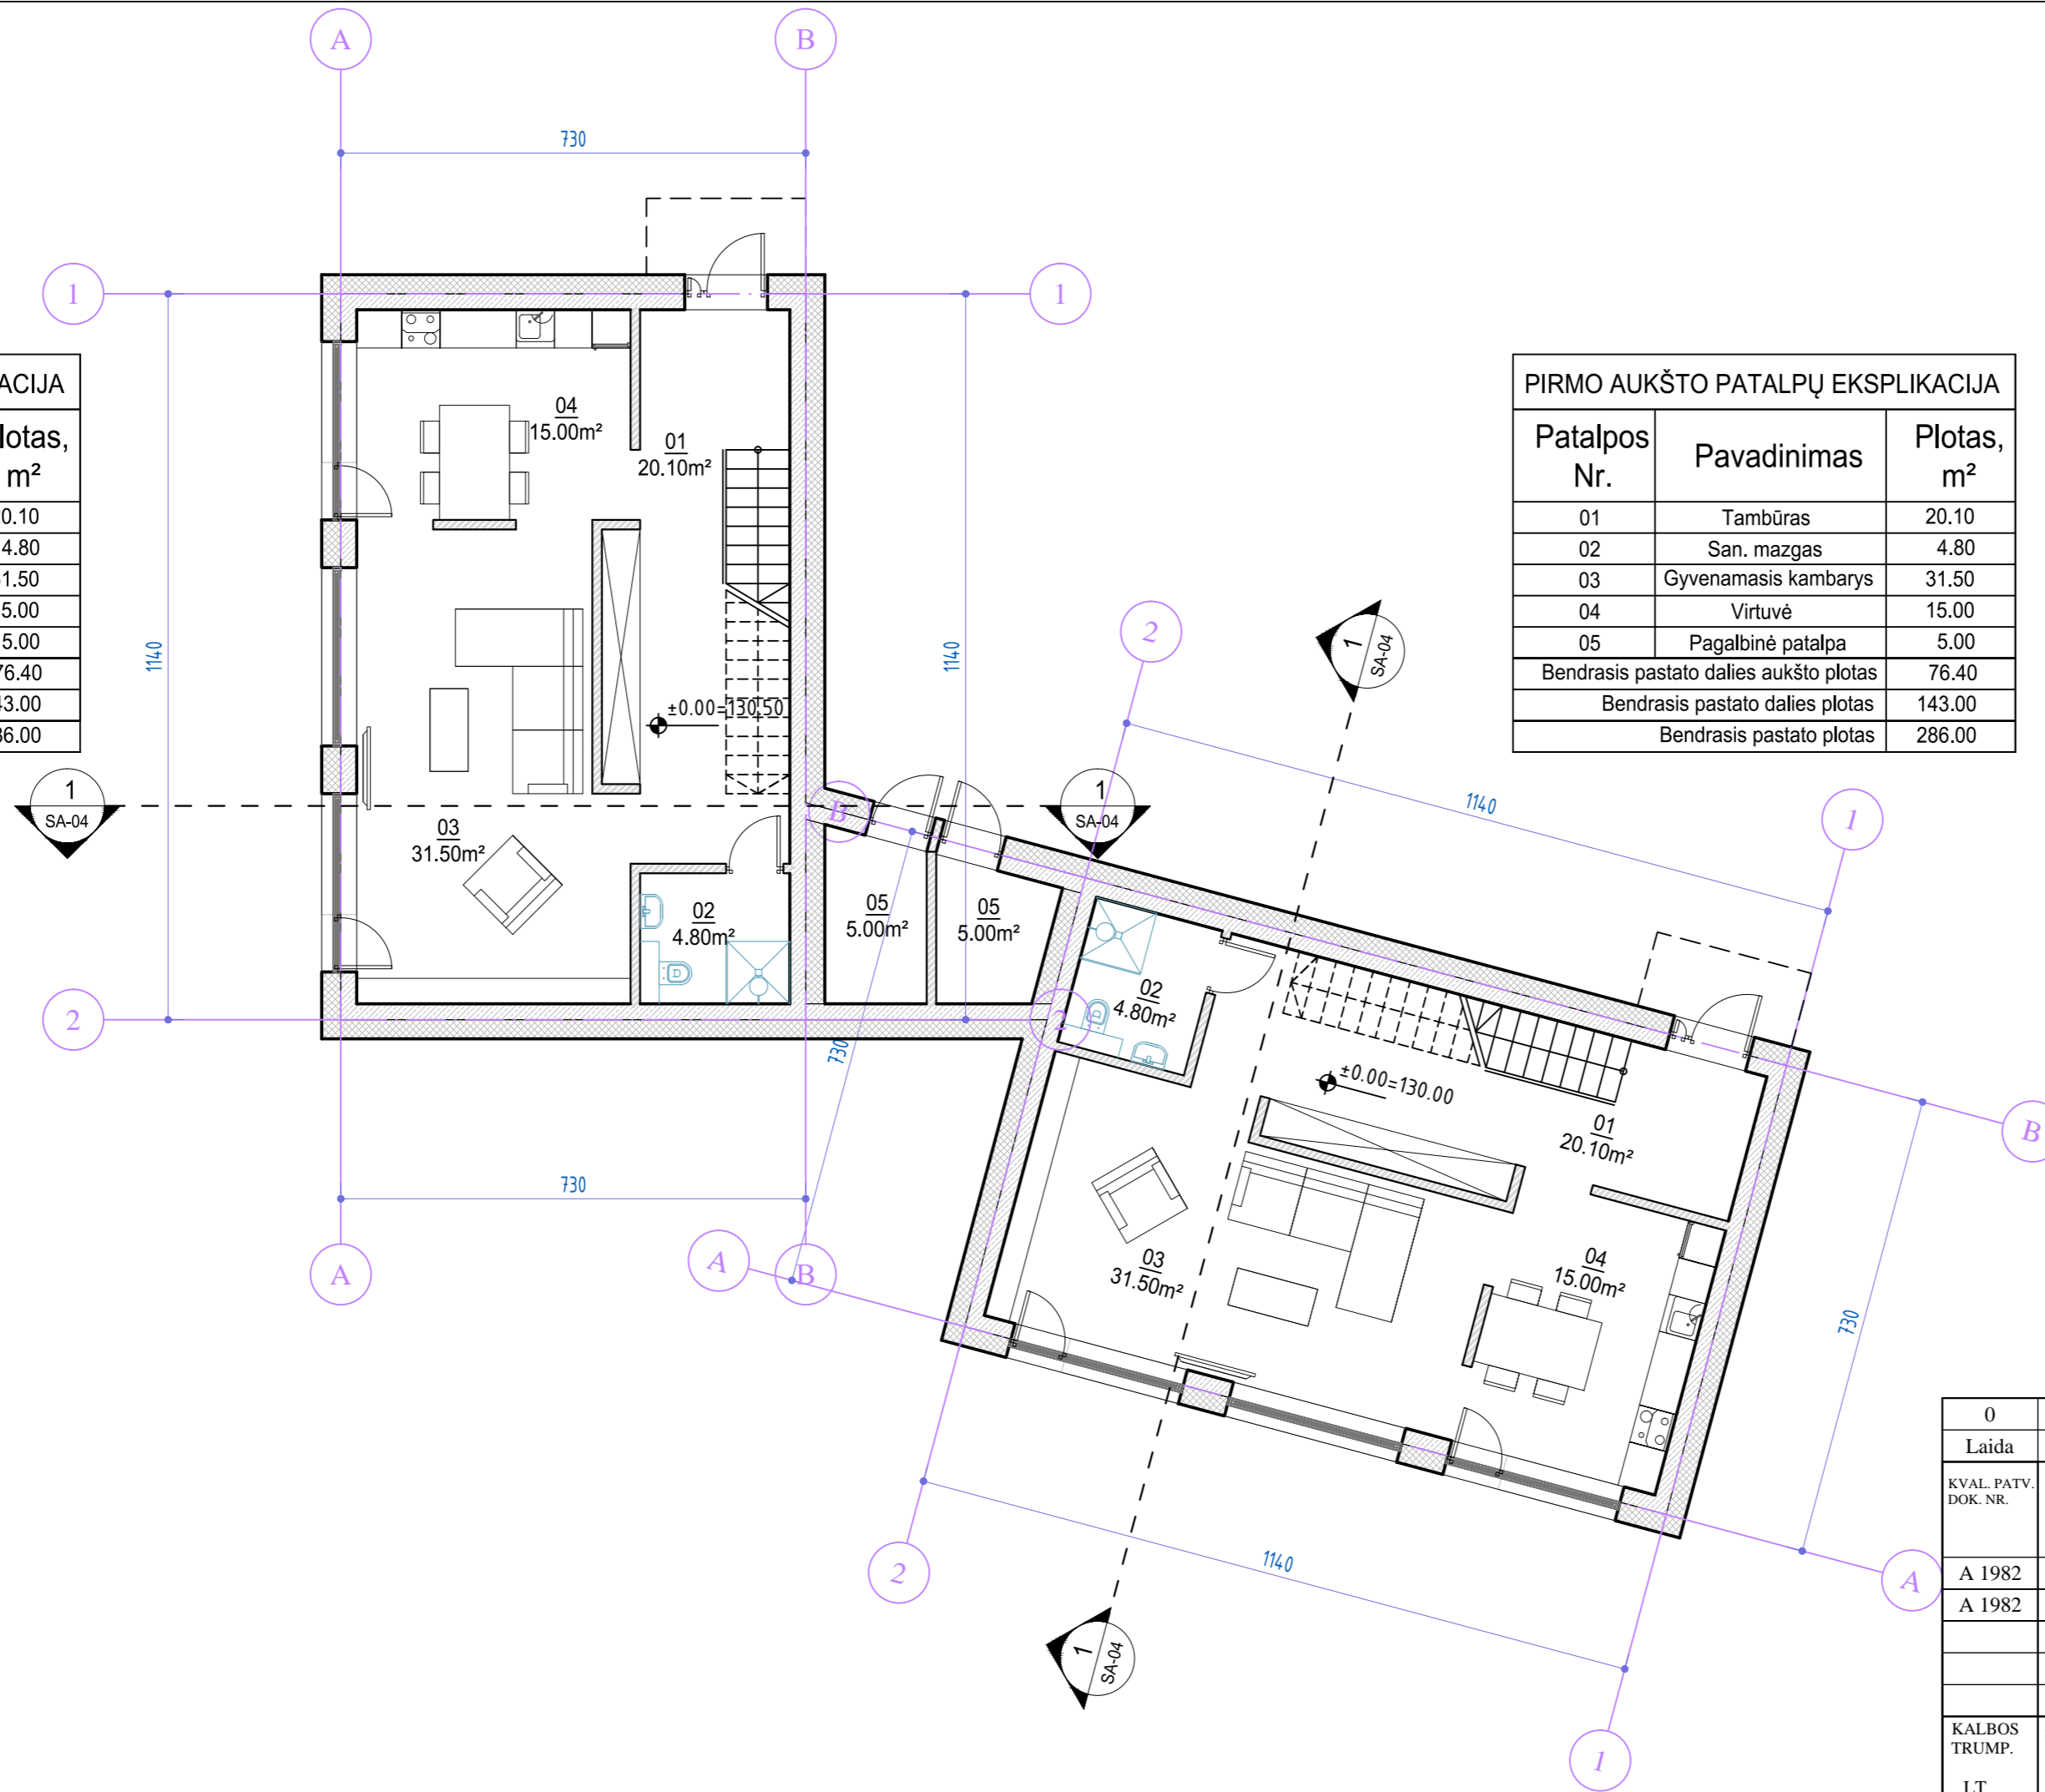 A
B
730
1
1
ACIJA
lotas,
m²
0.10
4.80
1.50
5.00
5.00
76.40
43.00
86.00
1140
1140
04
15.00m²
01
20.10m²
±0.00=130.50
03
31.50m²
02
4.80m²
05
5.00m²
05
5.00m²
1
SA-04
1
SA-04
2
2
B
730
730
A
B
PIRMO AUKŠTO PATALPŲ EKSPLIKACIJA
Patalpos Nr.
Pavadinimas
Plotas, m²
01 Tambūras 20.10
02 San. mazgas 4.80
03 Gyvenamasis kambarys 31.50
04 Virtuvė 15.00
05 Pagalbinė patalpa 5.00
Bendrasis pastato dalies aukšto plotas 76.40
Bendrasis pastato dalies plotas 143.00
Bendrasis pastato plotas 286.00
2
1
SA-04
1140
1
02
4.80m²
±0.00=130.00
01
20.10m²
B
03
31.50m²
04
15.00m²
730
A
A
1140
2
1
SA-04
1
0
Laida
KVAL. PATV.
DOK. NR.
A 1982
A 1982
KALBOS
TRUMP.
LT